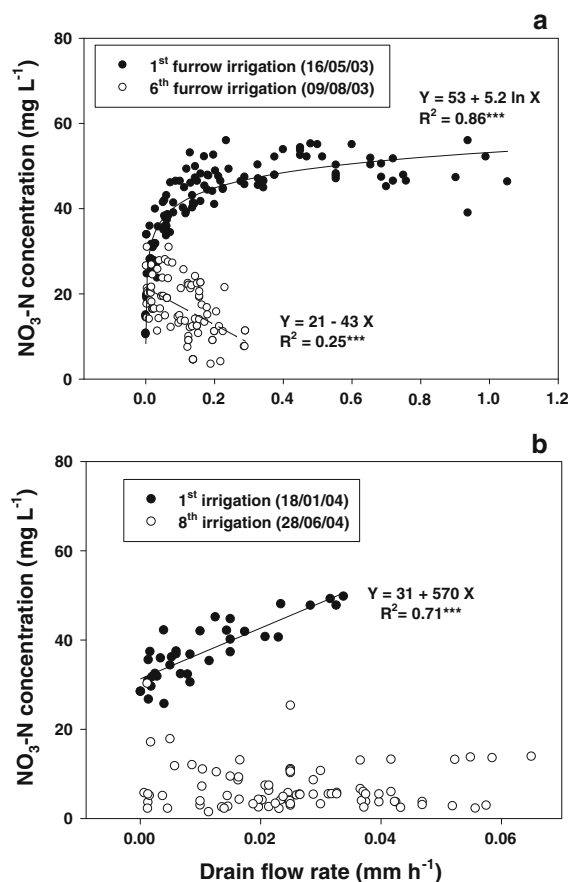 a
80
60
40
20
0
NO3-N concentration (mg L-1)
1st furrow irrigation (16/05/03)
6th furrow irrigation (09/08/03)
Y = 53 + 5.2 ln X
R2 = 0.86***
Y = 21 - 43 X
R2 = 0.25***
0.0 0.2 0.4 0.6 0.8 1.0 1.2
b
80
60
40
20
0
NO3-N concentration (mg L-1)
1st irrigation (18/01/04)
8th irrigation (28/06/04)
Y = 31 + 570 X
R2= 0.71***
0.00 0.02 0.04 0.06
Drain flow rate (mm h-1)